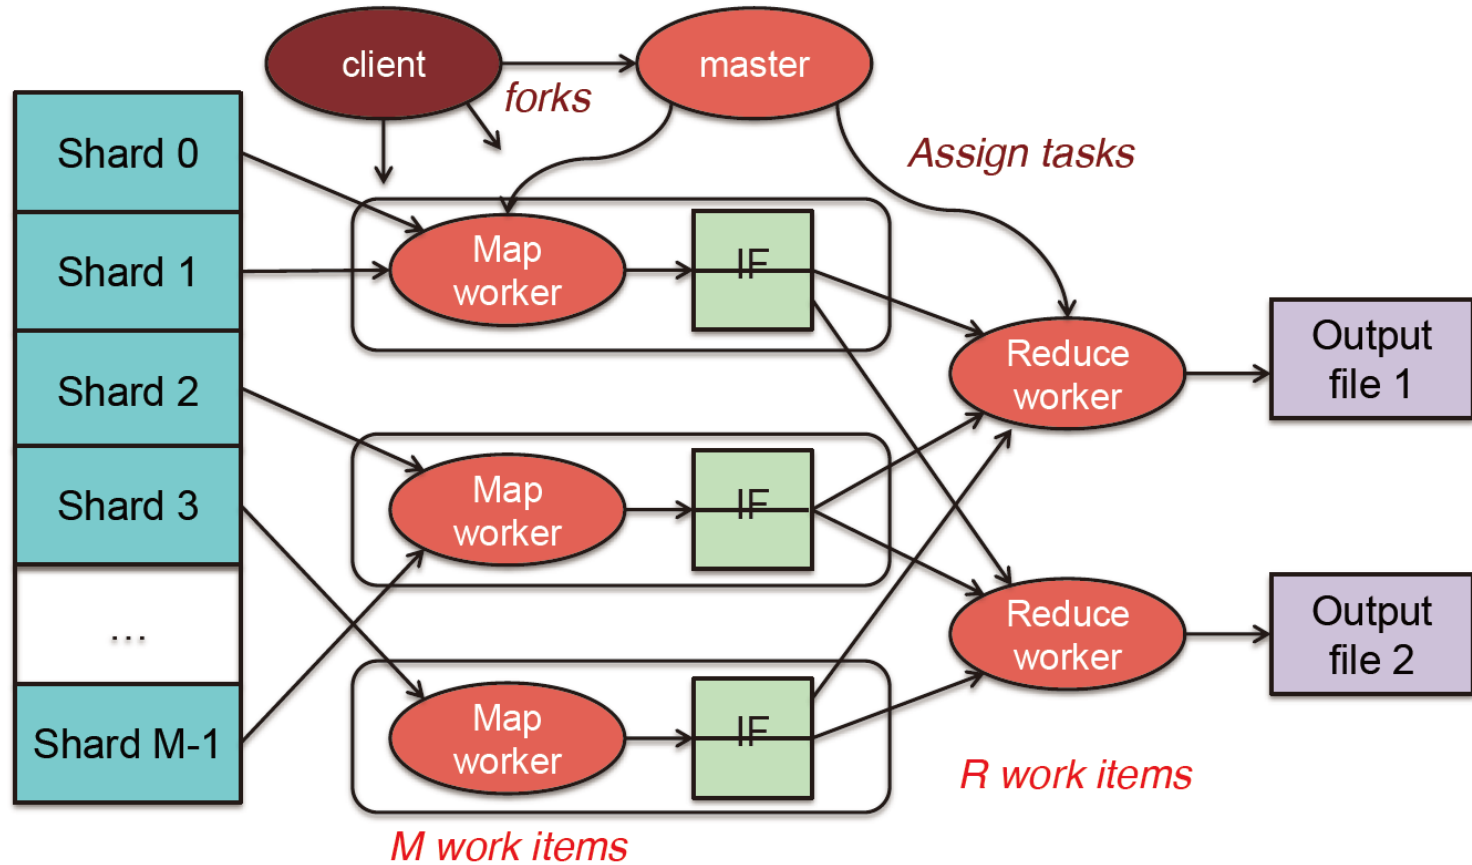 client
master
forks
Assign tasks
Shard 0
Shard 1
Shard 2
Shard 3
...
Shard M-1
Map
worker
IF
Map
worker
IF
Map
worker
IF
Reduce
worker
Reduce
worker
Output
file 1
Output
file 2
R work items
M work items